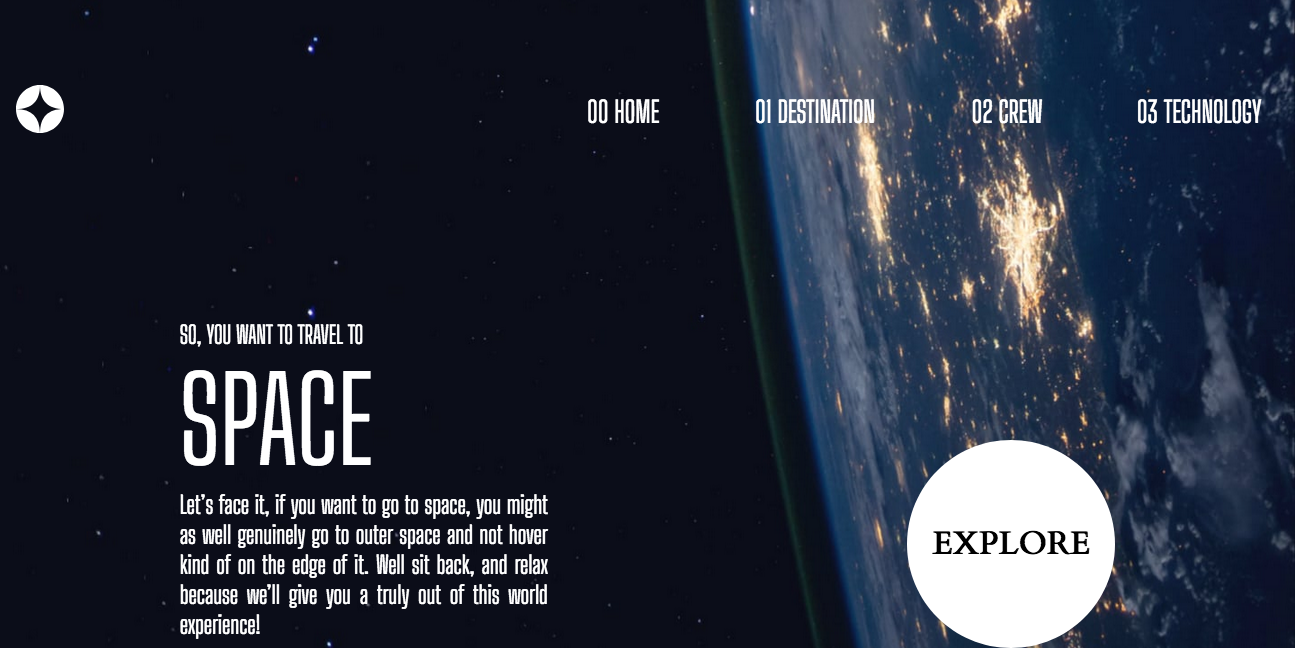 00 HOME 01 DESTINATION 02 CREW 03 TECHNOLOGY
SO, YOU WANT TO TRAVEL TO
SPACE
Let’s face it, if you want to go to space, you might
as well genuinely go to outer space and not hover
kind of on the edge of it. Well sit back, and relax
because we’ll give you a truly out of this world
experience!
EXPLORE